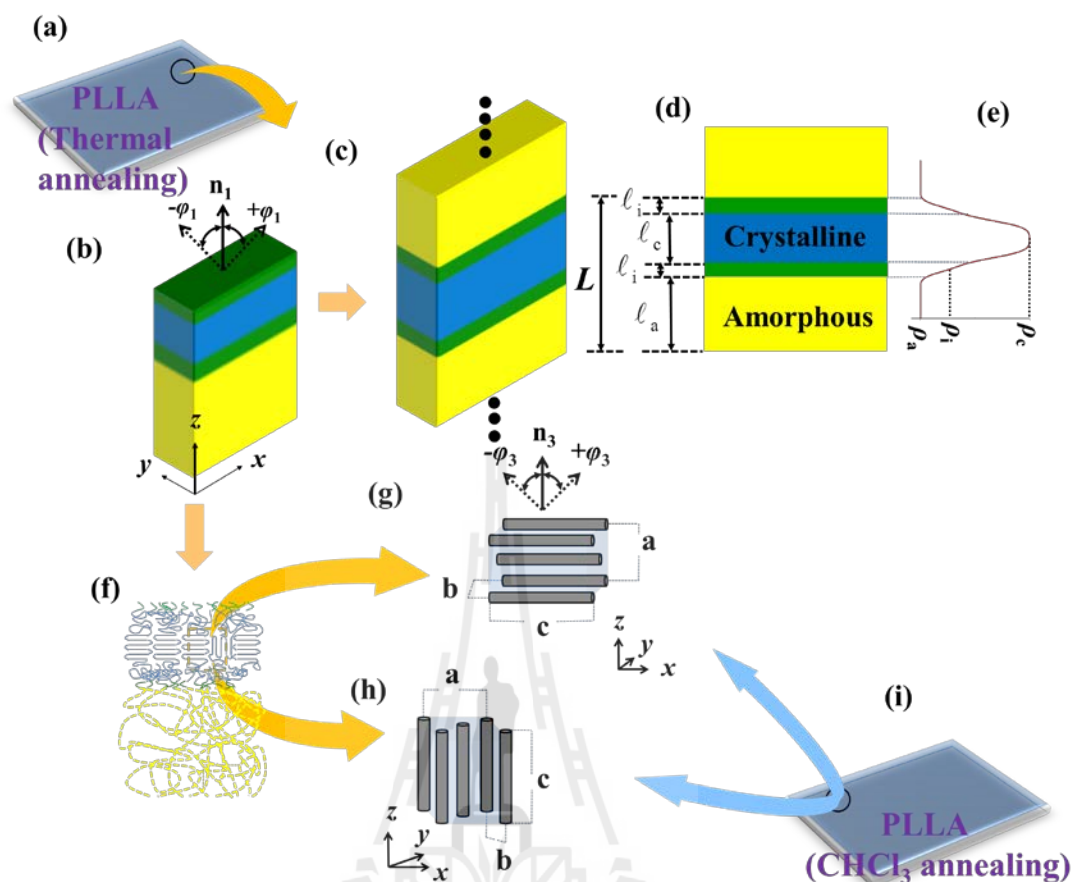 (a)
PLLA
(Thermal
annealing)
(b)
n1
-φ1
+φ1
z
y
x
(c)
(d)
ℓi
ℓc
ℓi
L
ℓa
Crystalline
Amorphous
(e)
ρa
ρi
ρc
(f)
(g)
n3
-φ3
+φ3
a
b
c
z
y
x
(h)
a
c
b
z
y
x
(i)
PLLA
(CHCl3 annealing)